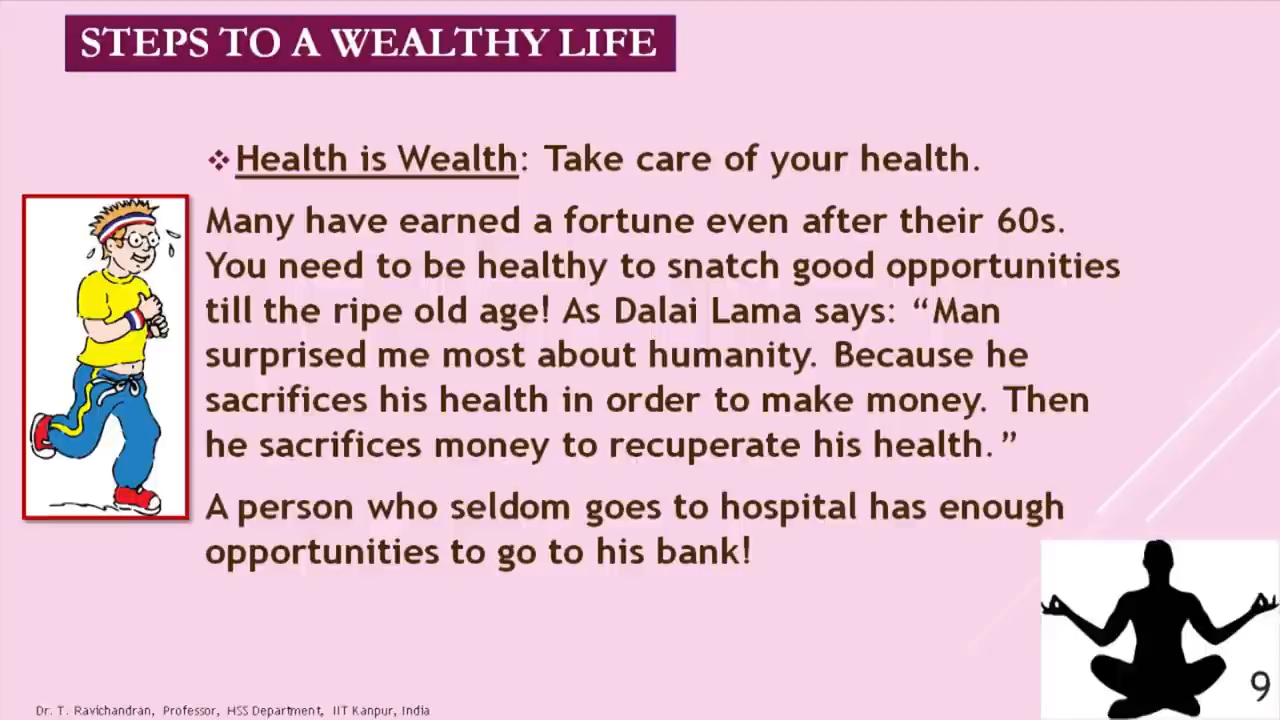 STEPS TO A WEALTHY LIFE
❖Health is Wealth: Take care of your health.
Many have earned a fortune even after their 60s.
You need to be healthy to snatch good opportunities
till the ripe old age! As Dalai Lama says: “Man
surprised me most about humanity. Because he
sacrifices his health in order to make money. Then
he sacrifices money to recuperate his health.”
A person who seldom goes to hospital has enough
opportunities to go to his bank!
9
Dr. T. Ravichandran, Professor, HSS Department, IIT Kanpur, India